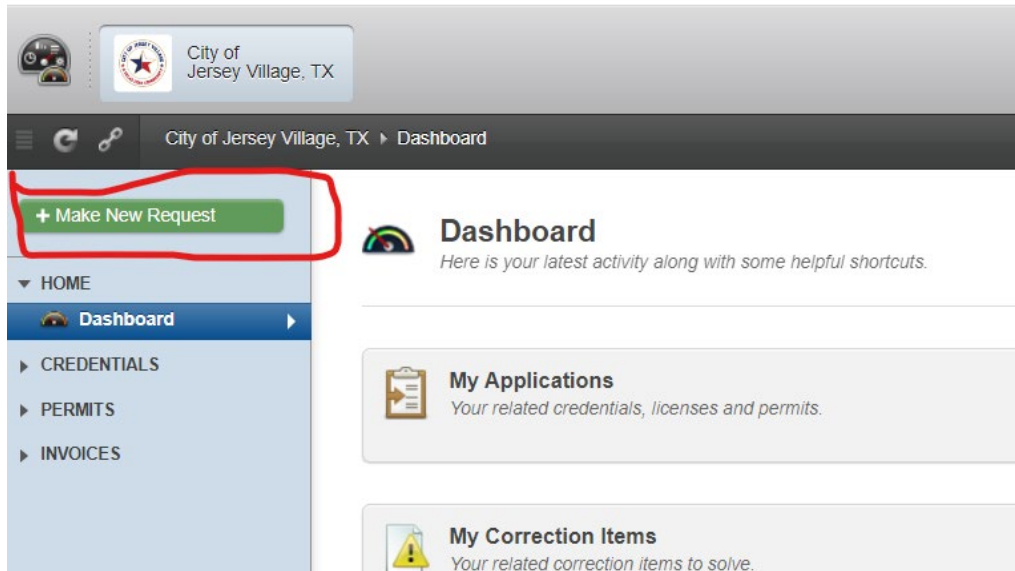 City of
Jersey Village, TX
City of Jersey Village, TX Dashboard
+ Make New Request
HOME
Dashboard
CREDENTIALS
PERMITS
INVOICES
Dashboard
Here is your latest activity along with some helpful shortcuts.
My Applications
Your related credentials, licenses and permits.
My Correction Items
Your related correction items to solve.